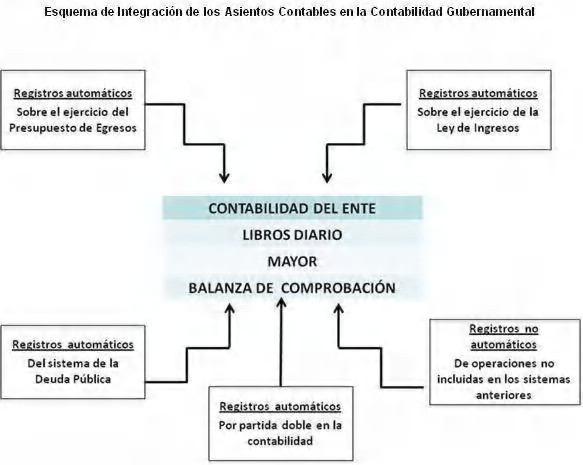 Esquema de Integración de los Asientos Contables en la Contabilidad Gubernamental
Registros automáticos
Sobre el ejercicio del
Presupuesto de Egresos
Registros automáticos
Sobre el ejercicio de la
Ley de Ingresos
CONTABILIDAD DEL ENTE
LIBROS DIARIO
MAYOR
BALANZA DE COMPROBACIÓN
Registros automáticos
Del sistema de la
Deuda Pública
Registros automáticos
Por partida doble en la
contabilidad
Registros no
automáticos
De operaciones no
incluidas en los sistemas
anteriores